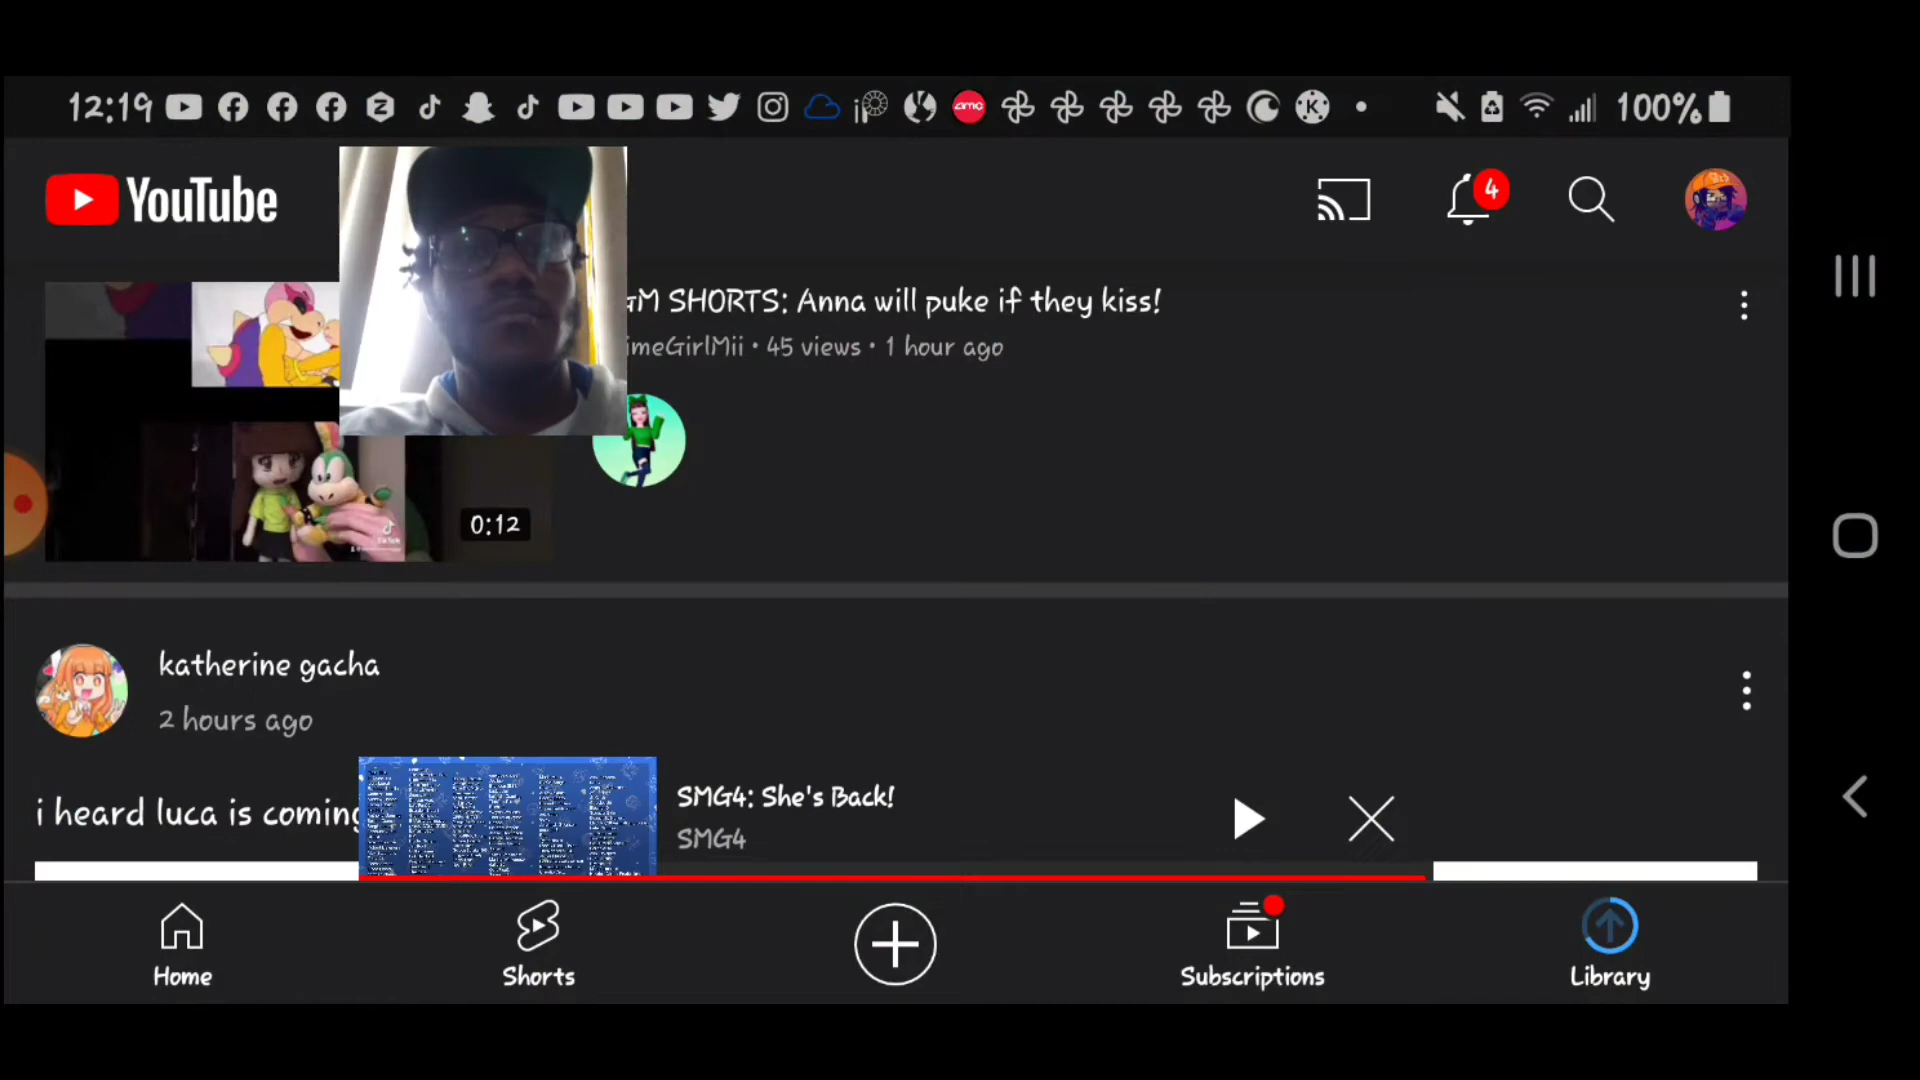 12:19
100%
YouTube
4
GM SHORTS: Anna will puke if they kiss!
imeGirlMii • 45 views • 1 hour ago
0:12
katherine gacha
2 hours ago
i heard luca is coming
SMG4: She's Back!
SMG4
Home
Shorts
Subscriptions
Library